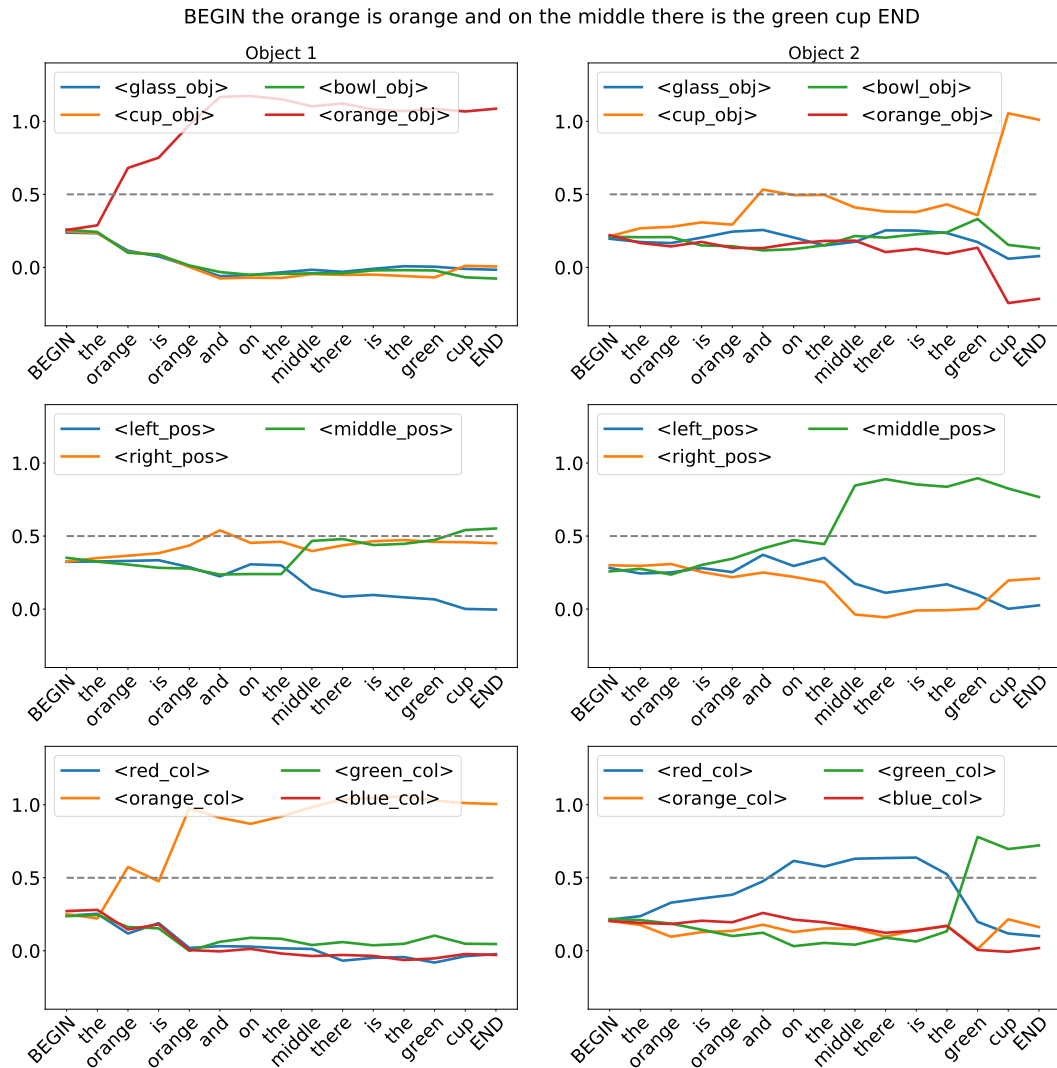 BEGIN the orange is orange and on the middle there is the green cup END
Object 1
<glass_obj> <bowl_obj>
<cup_obj> <orange_obj>
1.0
0.5
0.0
BEGIN the orange is orange and on the middle there is the green cup END
Object 2
<glass_obj> <bowl_obj>
<cup_obj> <orange_obj>
1.0
0.5
0.0
BEGIN the orange is orange and on the middle there is the green cup END
<left_pos> <middle_pos>
<right_pos>
1.0
0.5
0.0
BEGIN the orange is orange and on the middle there is the green cup END
<left_pos> <middle_pos>
<right_pos>
1.0
0.5
0.0
BEGIN the orange is orange and on the middle there is the green cup END
<red_col> <green_col>
<orange_col> <blue_col>
1.0
0.5
0.0
BEGIN the orange is orange and on the middle there is the green cup END
<red_col> <green_col>
<orange_col> <blue_col>
1.0
0.5
0.0
BEGIN the orange is orange and on the middle there is the green cup END